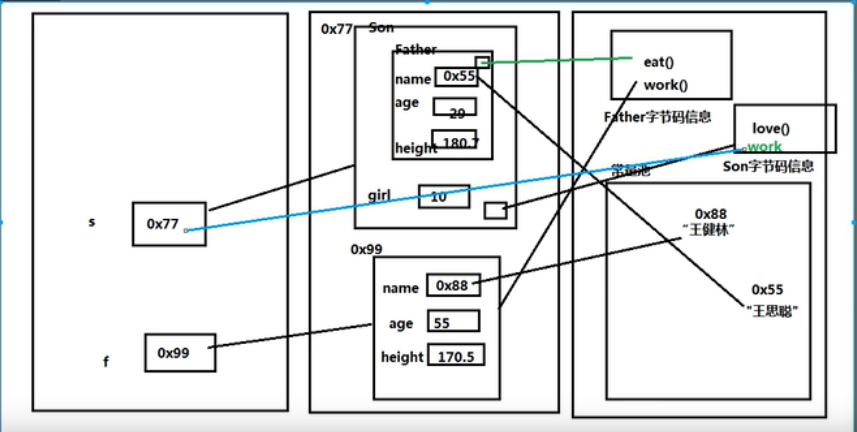 0x77
Son
Father
name
0x55
age
29
height
180.7
girl
10
s
0x77
0x99
name
0x88
age
55
height
170.5
f
0x99
eat()
work()
Father字节码信息
love()
work
Son字节码信息
常量池
0x88
"王健林"
0x55
"王思聪"